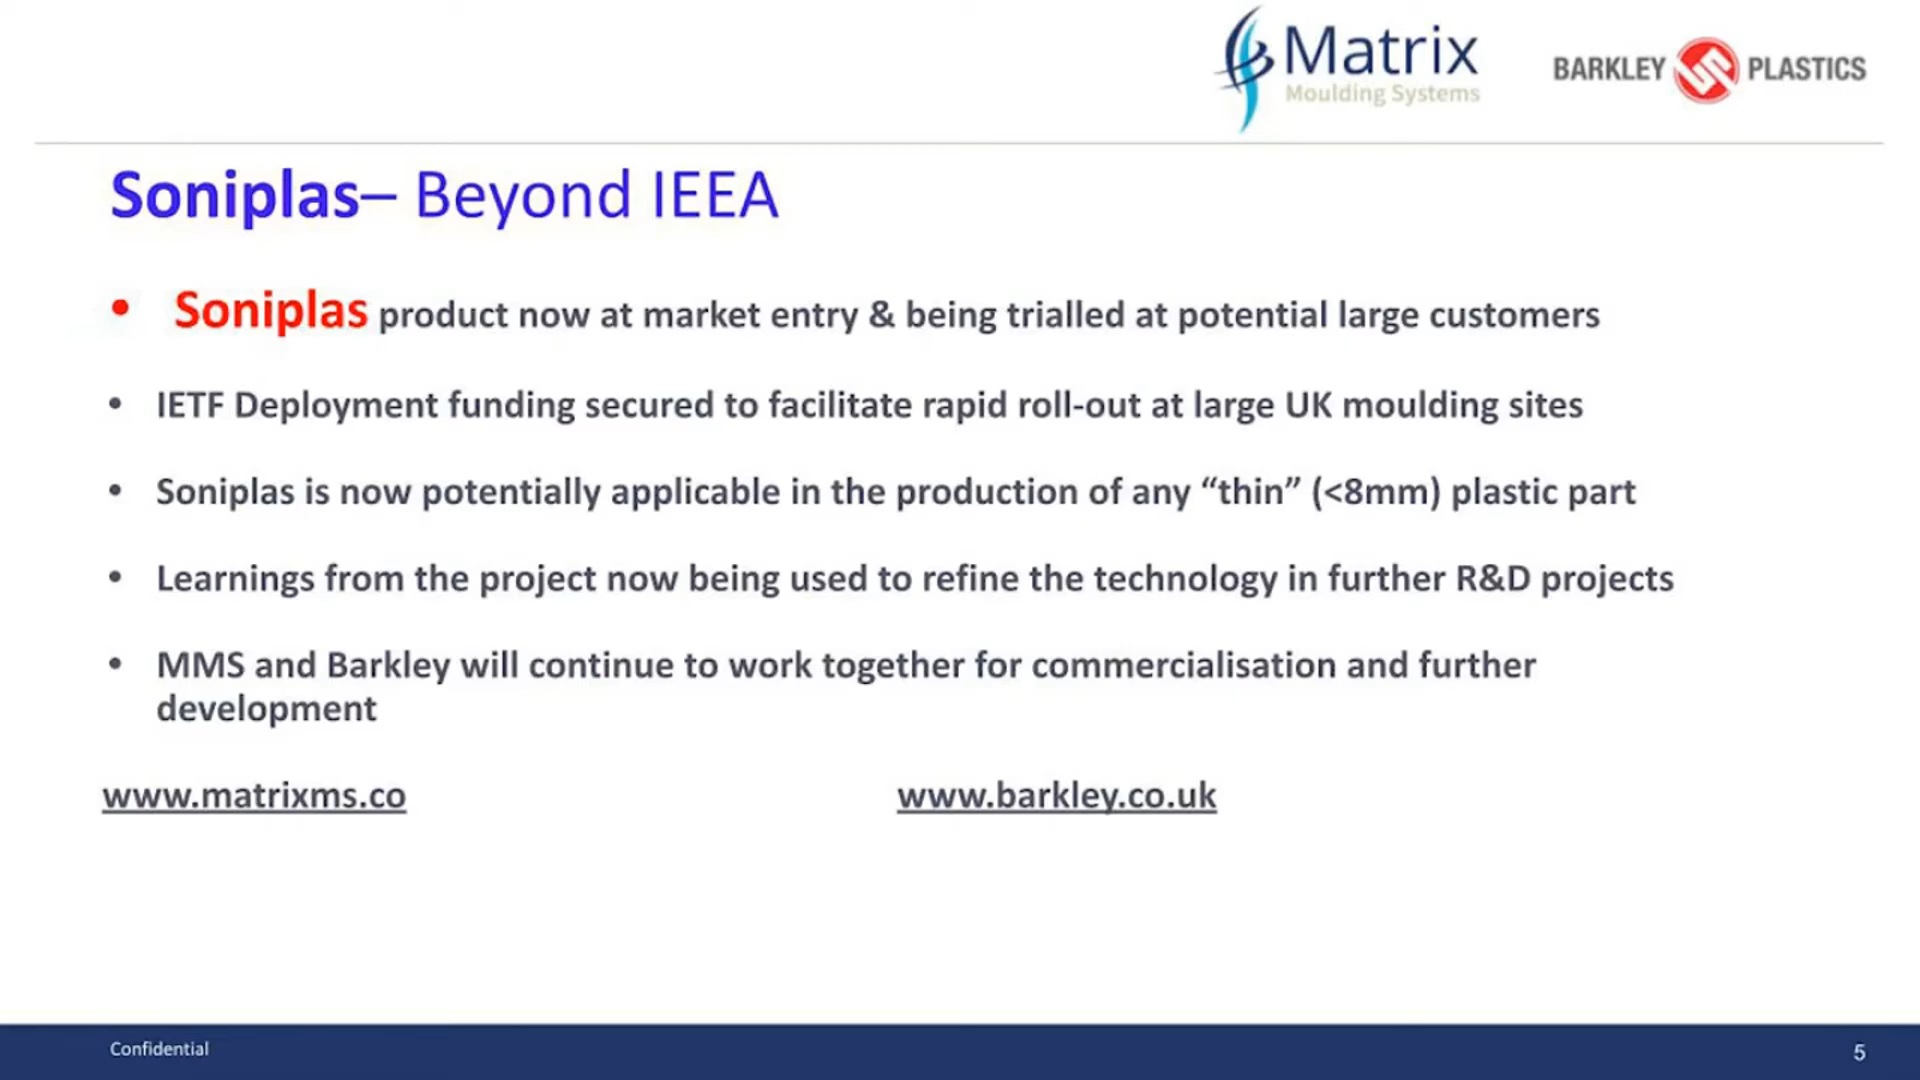 Matrix
Moulding Systems
BARKLEY PLASTICS
Soniplas– Beyond IEEA
• Soniplas product now at market entry & being trialled at potential large customers
• IETF Deployment funding secured to facilitate rapid roll-out at large UK moulding sites
• Soniplas is now potentially applicable in the production of any “thin” (<8mm) plastic part
• Learnings from the project now being used to refine the technology in further R&D projects
• MMS and Barkley will continue to work together for commercialisation and further
development
www.matrixms.co
www.barkley.co.uk
Confidential
5